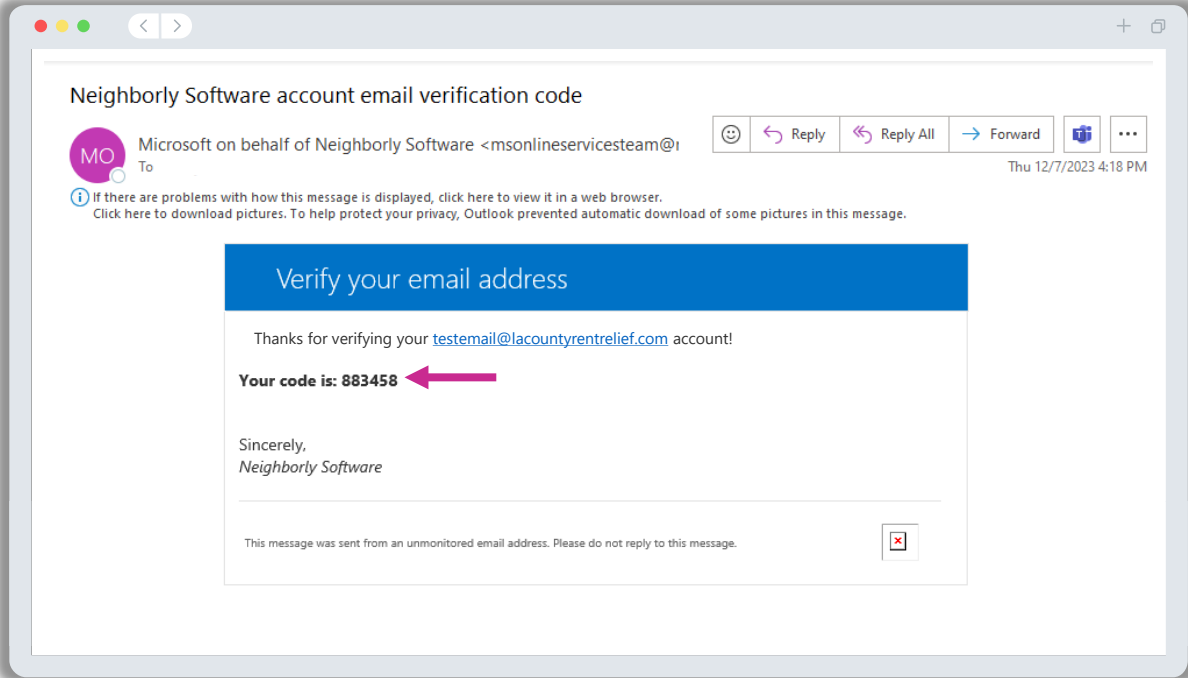 Neighborly Software account email verification code
MO
Microsoft on behalf of Neighborly Software <msonlineservicesteam@
To
Reply
Reply All
Forward
Thu 12/7/2023 4:18 PM
If there are problems with how this message is displayed, click here to view it in a web browser.
Click here to download pictures. To help protect your privacy, Outlook prevented automatic download of some pictures in this message.
Verify your email address
Thanks for verifying your testemail@lacountyrentrelief.com account!
Your code is: 883458
Sincerely,
Neighborly Software
This message was sent from an unmonitored email address. Please do not reply to this message.